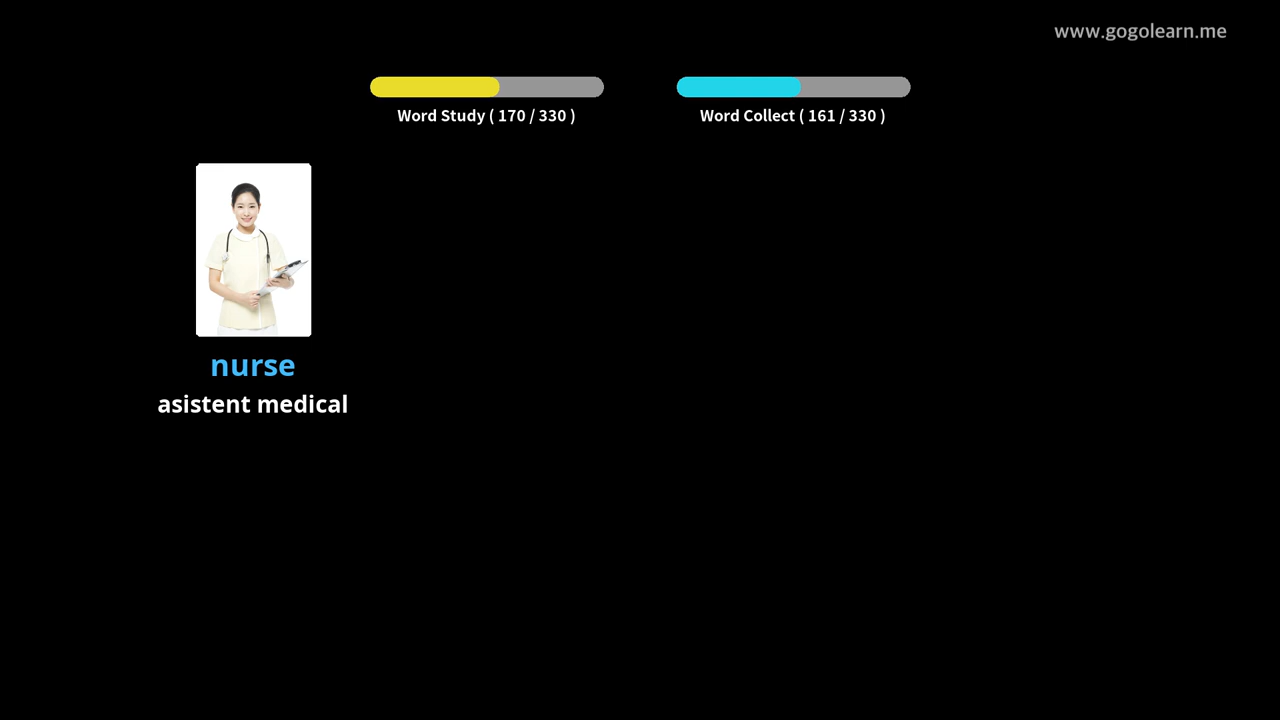 www.gogolearn.me
Word Study ( 170 / 330 )
Word Collect ( 161 / 330 )
nurse
asistent medical